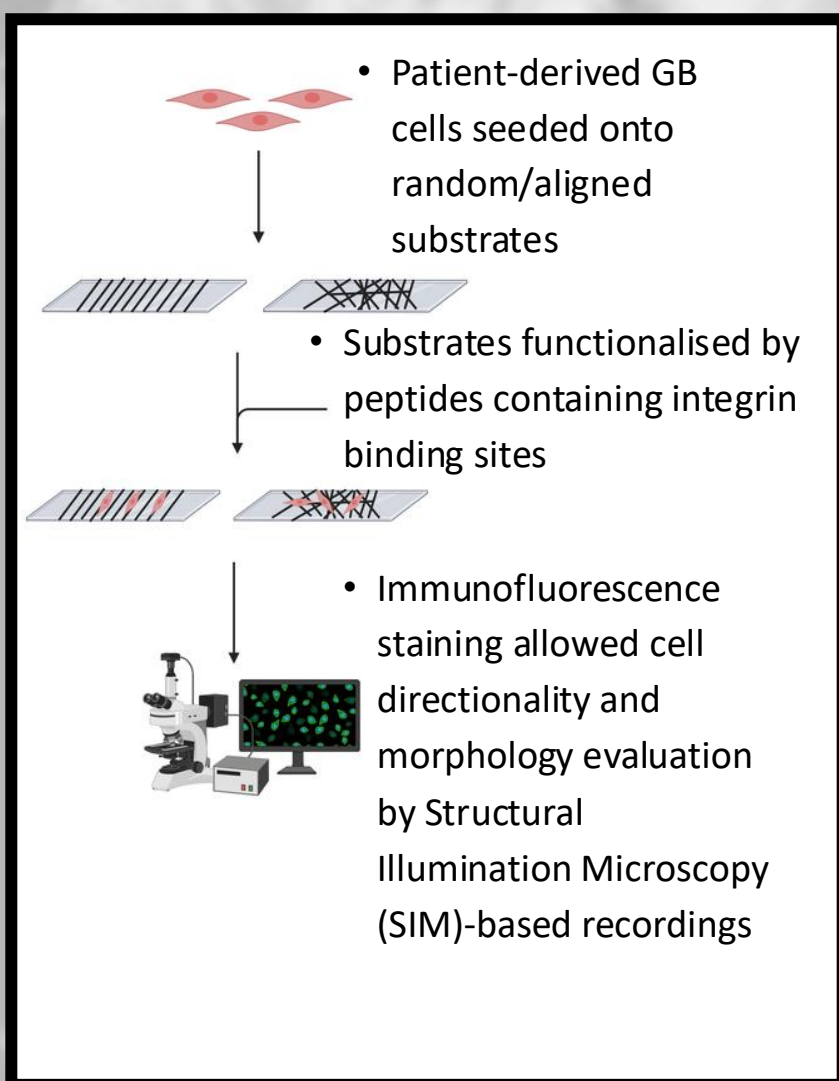 • Patient-derived GB
cells seeded onto
random/aligned
substrates
• Substrates functionalised by
peptides containing integrin
binding sites
• Immunofluorescence
staining allowed cell
directionality and
morphology evaluation
by Structural
Illumination Microscopy
(SIM)-based recordings